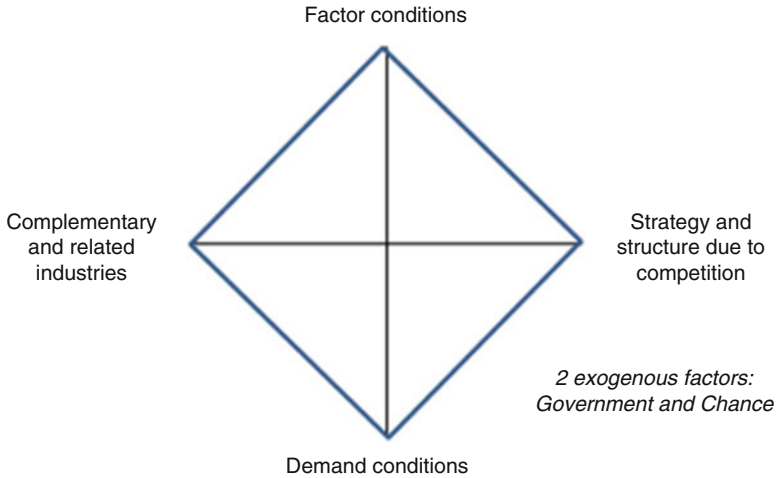 Factor conditions
Complementary
and related
industries
Strategy and
structure due to
competition
2 exogenous factors:
Government and Chance
Demand conditions